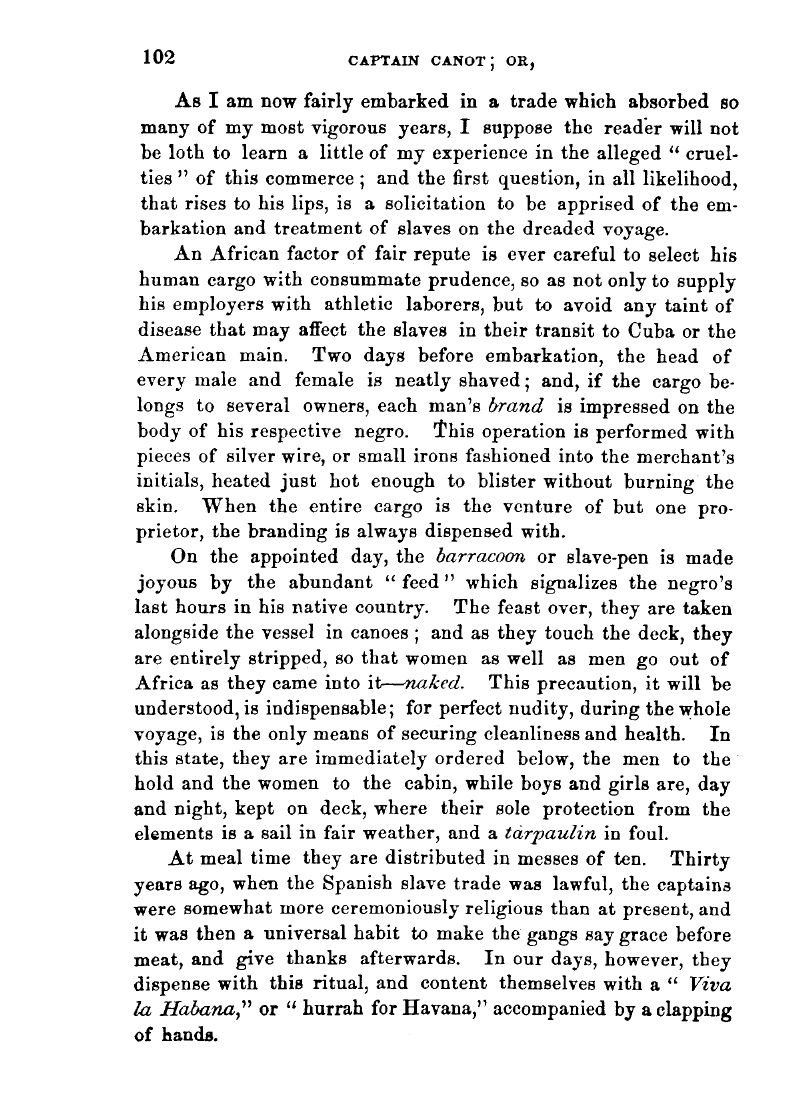 102
CAPTAIN CANOT; OR,
As I am now fairly embarked in a trade which absorbed so
many of my most vigorous years, I suppose the reader will not
be loth to learn a little of my experience in the alleged " cruel-
ties " of this commerce ; and the first question, in all likelihood,
that rises to his lips, is a solicitation to be apprised of the em-
barkation and treatment of slaves on the dreaded voyage.
An African factor of fair repute is ever careful to select his
human cargo with consummate prudence, so as not only to supply
his employers with athletic laborers, but to avoid any taint of
disease that may affect the slaves in their transit to Cuba or the
American main. Two days before embarkation, the head of
every male and female is neatly shaved ; and, if the cargo be-
longs to several owners, each man's brand is impressed on the
body of his respective negro. This operation is performed with
pieces of silver wire, or small irons fashioned into the merchant's
initials, heated just hot enough to blister without burning the
skin. When the entire cargo is the venture of but one pro-
prietor, the branding is always dispensed with.
On the appointed day, the barracoon or slave-pen is made
joyous by the abundant " feed " which signalizes the negro's
last hours in his native country. The feast over, they are taken
alongside the vessel in canoes ; and as they touch the deck, they
are entirely stripped, so that women as well as men go out of
Africa as they came into it—naked. This precaution, it will be
understood, is indispensable; for perfect nudity, during the whole
voyage, is the only means of securing cleanliness and health. In
this state, they are immediately ordered below, the men to the
hold and the women to the cabin, while boys and girls are, day
and night, kept on deck, where their sole protection from the
elements is a sail in fair weather, and a tarpaulin in foul.
At meal time they are distributed in messes of ten. Thirty
years ago, when the Spanish slave trade was lawful, the captains
were somewhat more ceremoniously religious than at present, and
it was then a universal habit to make the gangs say grace before
meat, and give thanks afterwards. In our days, however, they
dispense with this ritual, and content themselves with a " Viva
la Habana," or " hurrah for Havana," accompanied by a clapping
of hands.